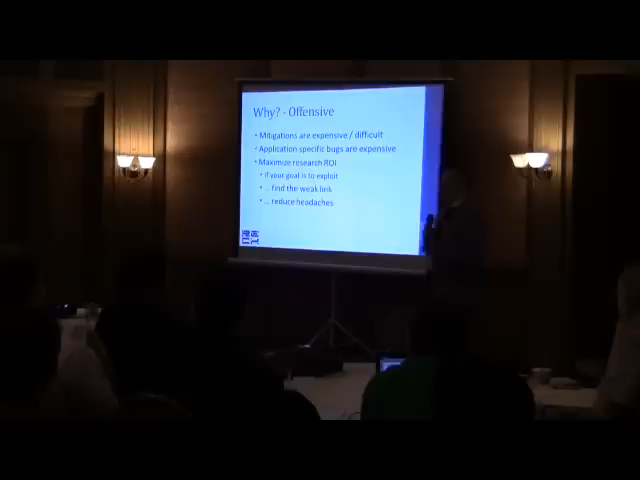 Why? - Offensive
• Mitigations are expensive / difficult
• Application specific bugs are expensive
• Maximize research ROI
• if your goal is to exploit
• ... find the weak link
• ... reduce headaches